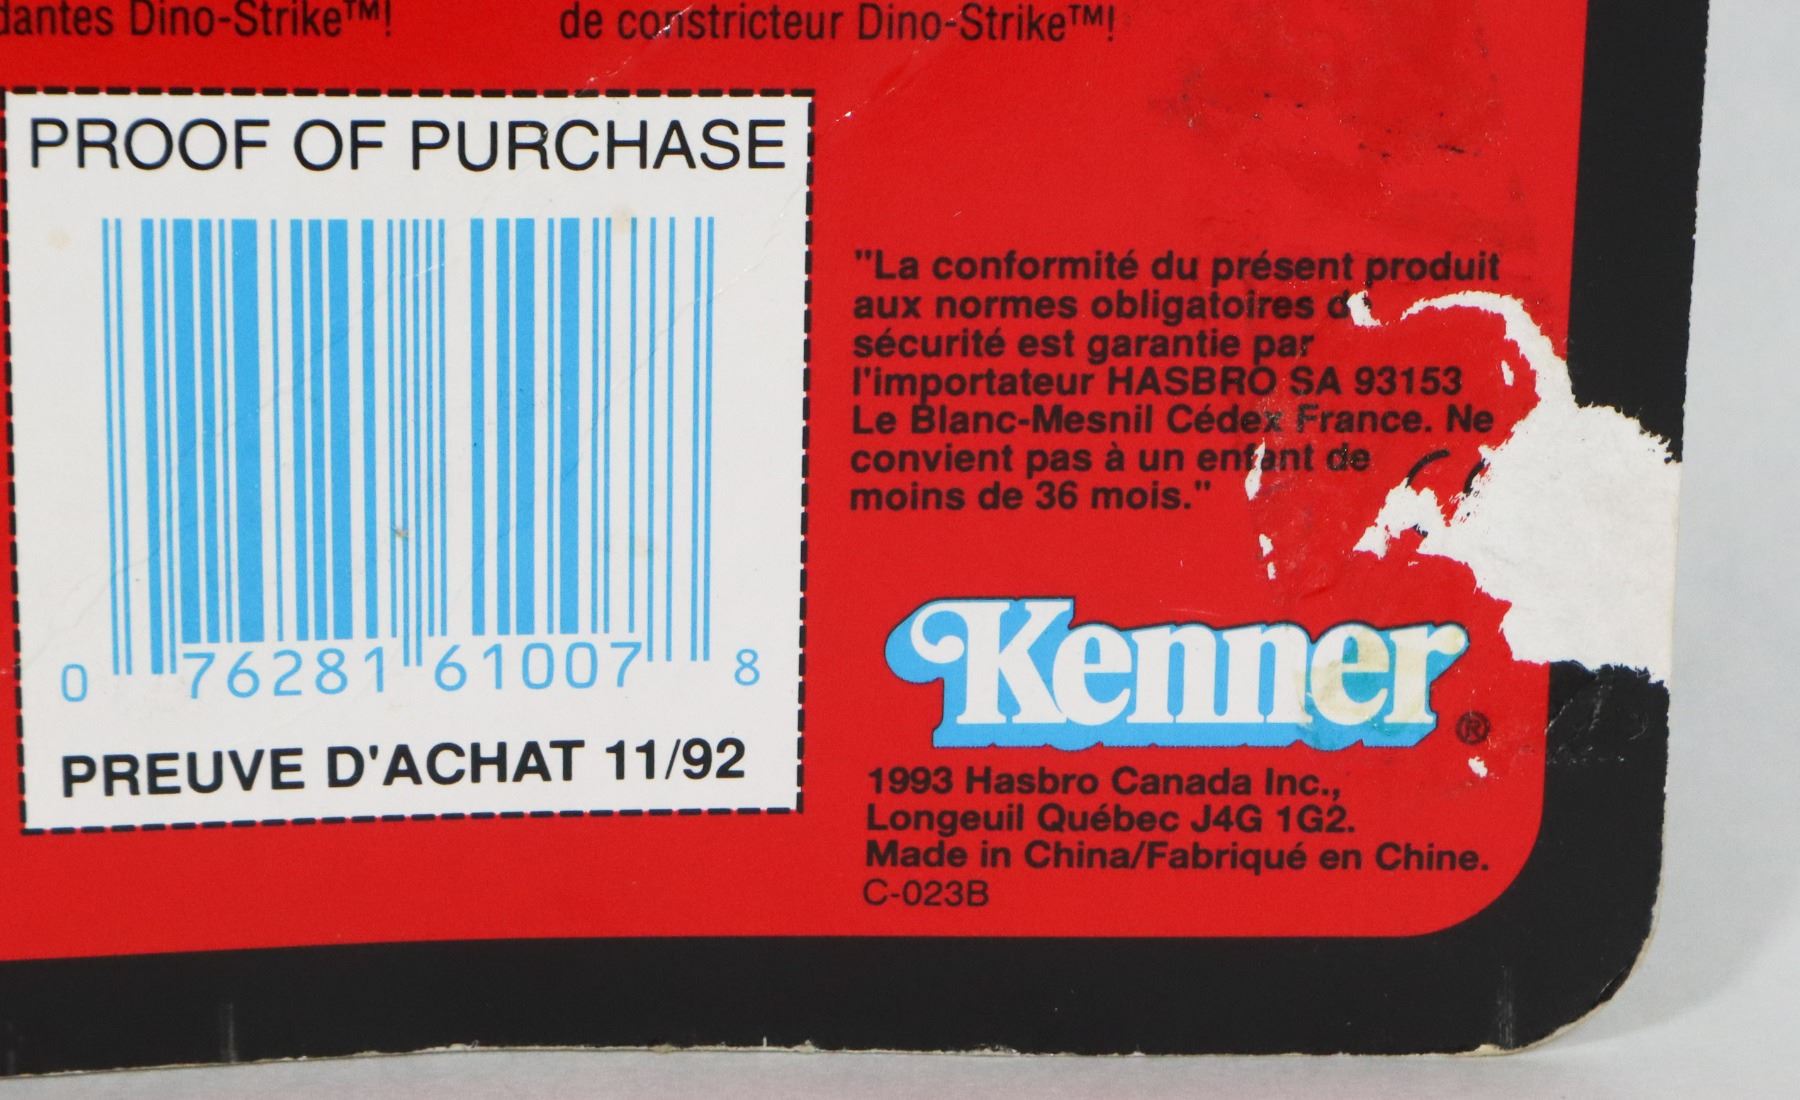 dantes Dino-Strike™!
de constricteur Dino-Strike™!
PROOF OF PURCHASE
0 76281 61007 8
PREUVE D'ACHAT 11/92
"La conformité du présent produit
aux normes obligatoires
sécurité est garantie par
l'importateur HASBRO SA 93153
Le Blanc-Mesnil Cédex France. Ne
convient pas à un enfant de
moins de 36 mois."
Kenner®
1993 Hasbro Canada Inc.,
Longeuil Québec J4G 1G2.
Made in China/Fabriqué en Chine.
C-023B